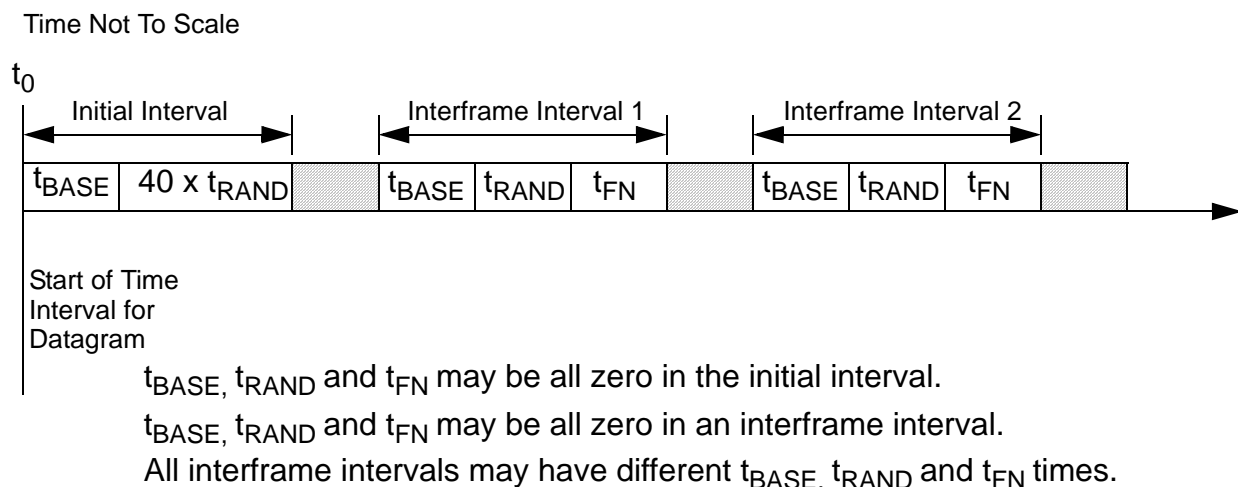 Time Not To Scale
t0
Initial Interval Interframe Interval 1 Interframe Interval 2
tBASE 40 x tRAND tBASE tRAND tFN tBASE tRAND tFN
Start of Time
Interval for
Datagram
tBASE, tRAND and tFN may be all zero in the initial interval.
tBASE, tRAND and tFN may be all zero in an interframe interval.
All interframe intervals may have different tBASE, tRAND and tFN times.